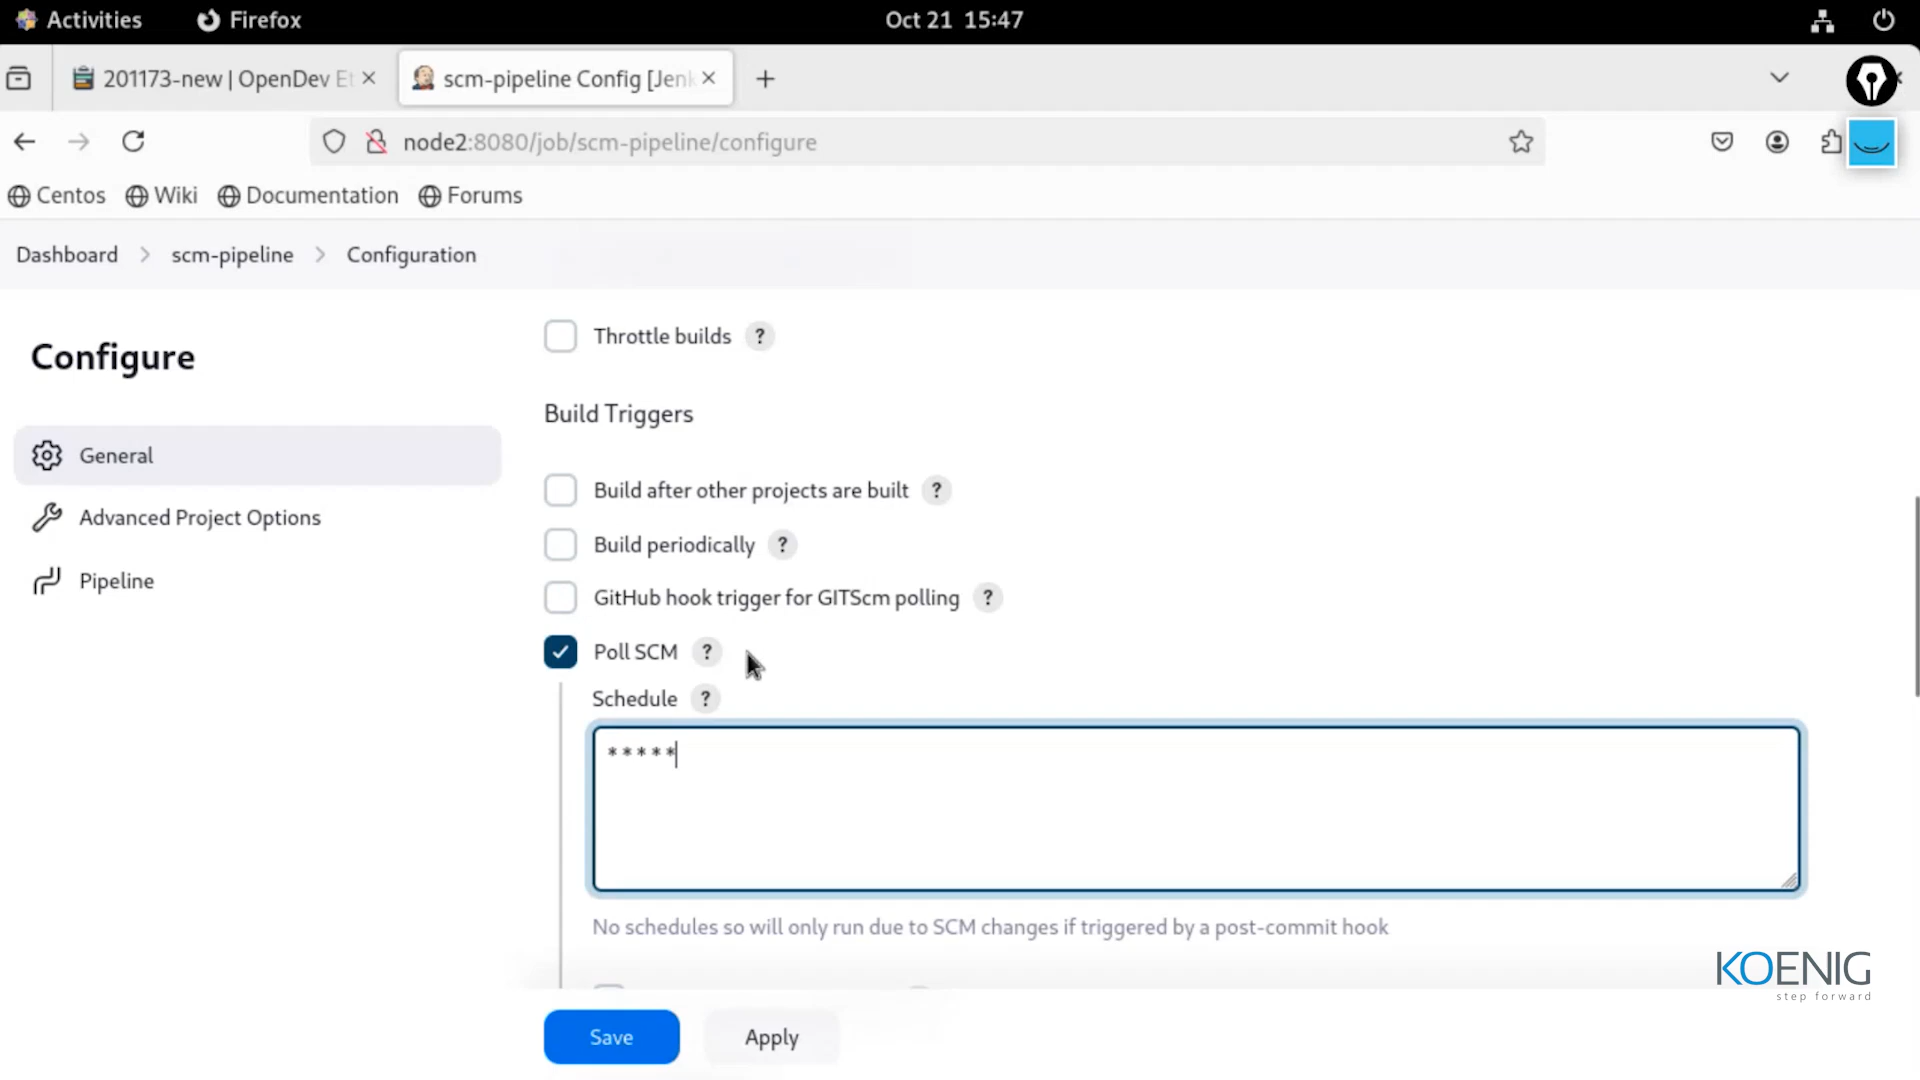 Activities
Firefox
Oct 21 15:47
201173-new | OpenDev Et
scm-pipeline Config [Jenk
node2:8080/job/scm-pipeline/configure
Centos
Wiki
Documentation
Forums
Dashboard
scm-pipeline
Configuration
Configure
General
Advanced Project Options
Pipeline
Throttle builds ?
Build Triggers
Build after other projects are built ?
Build periodically ?
GitHub hook trigger for GITScm polling ?
Poll SCM ?
Schedule ?
* * * * *
No schedules so will only run due to SCM changes if triggered by a post-commit hook
Save
Apply
KOENIG
step forward